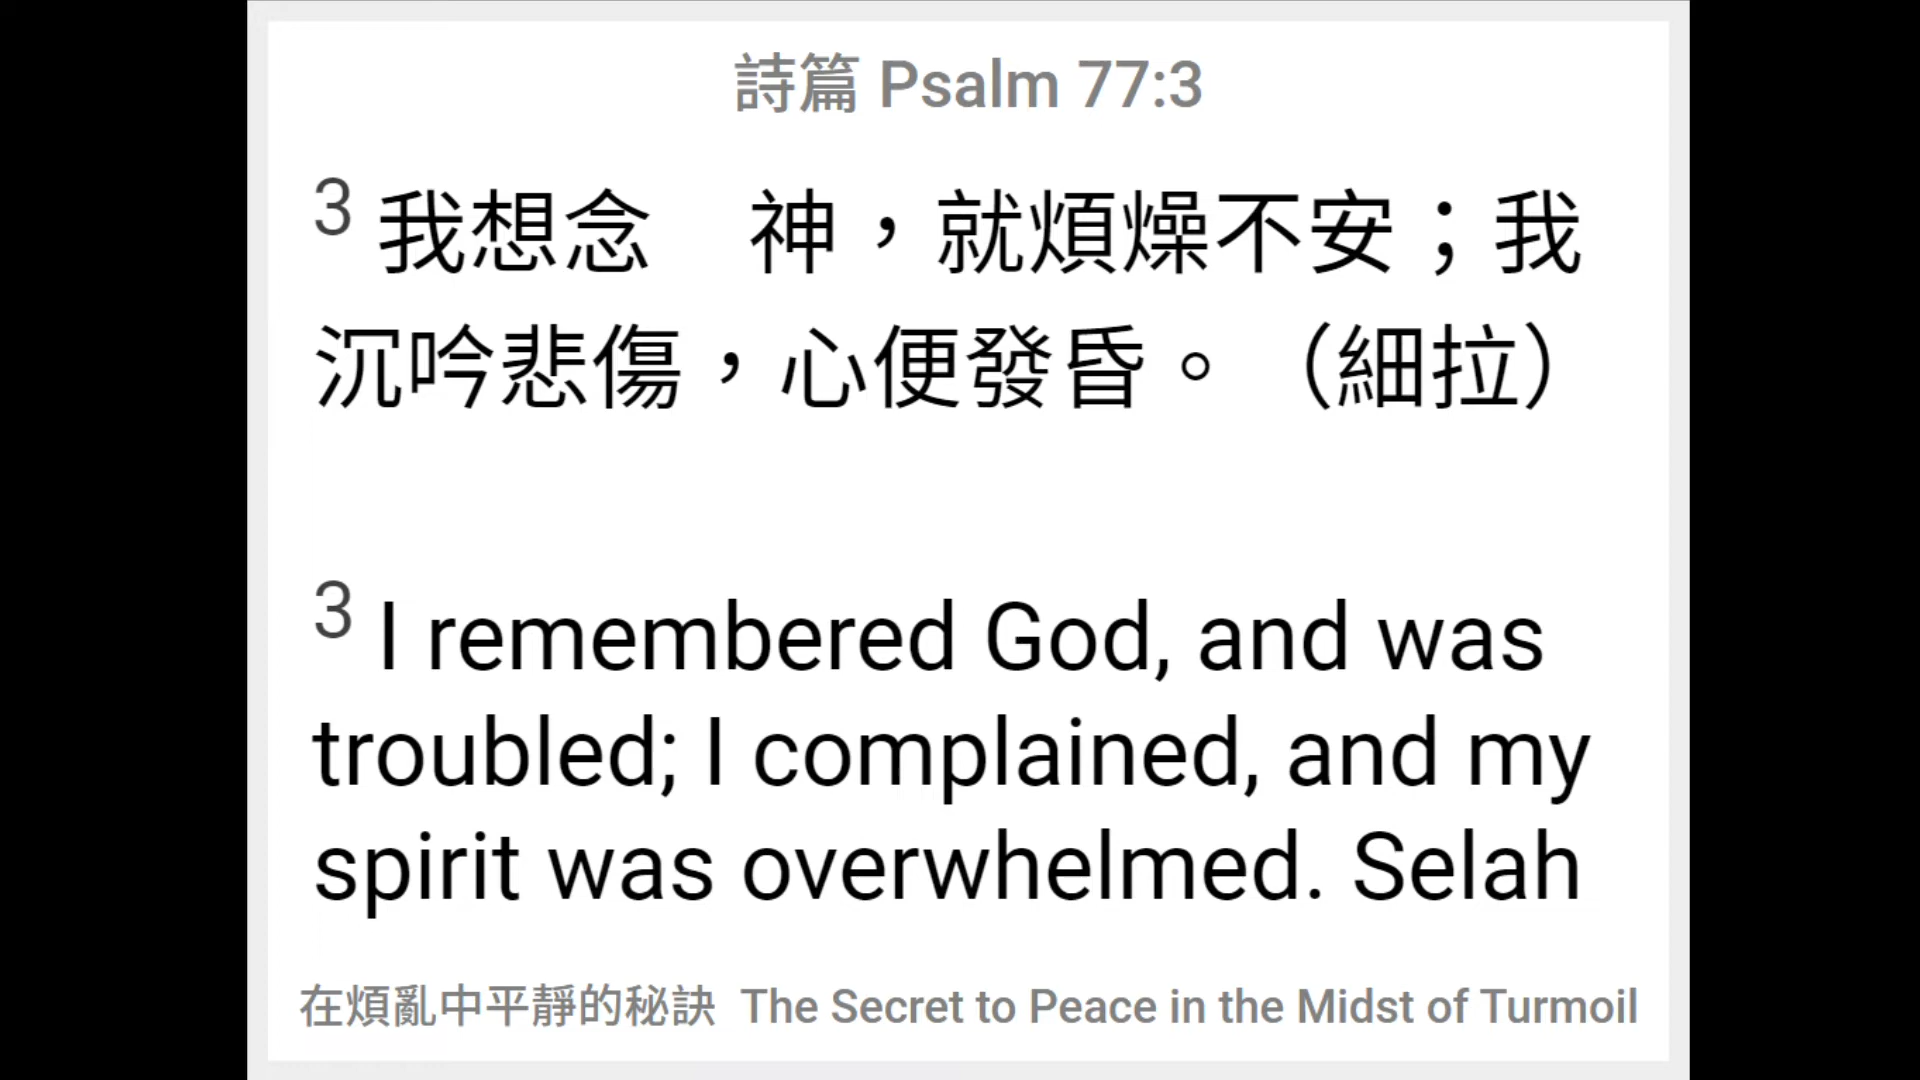 詩篇 Psalm 77:3
3 我想念　神，就煩燥不安；我
沉吟悲傷，心便發昏。（細拉）
3 I remembered God, and was
troubled; I complained, and my
spirit was overwhelmed. Selah
在煩亂中平靜的秘訣 The Secret to Peace in the Midst of Turmoil